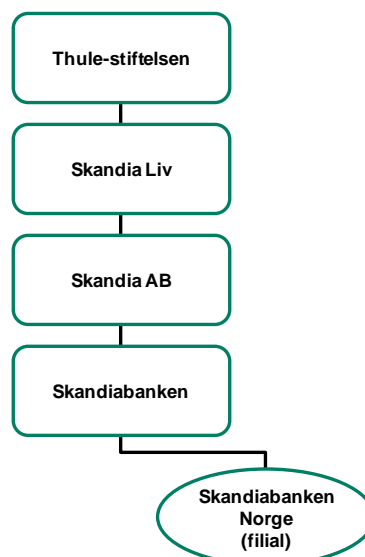 Thule-stiftelsen
Skandia Liv
Skandia AB
Skandiabanken
Skandiabanken
Norge
(filial)